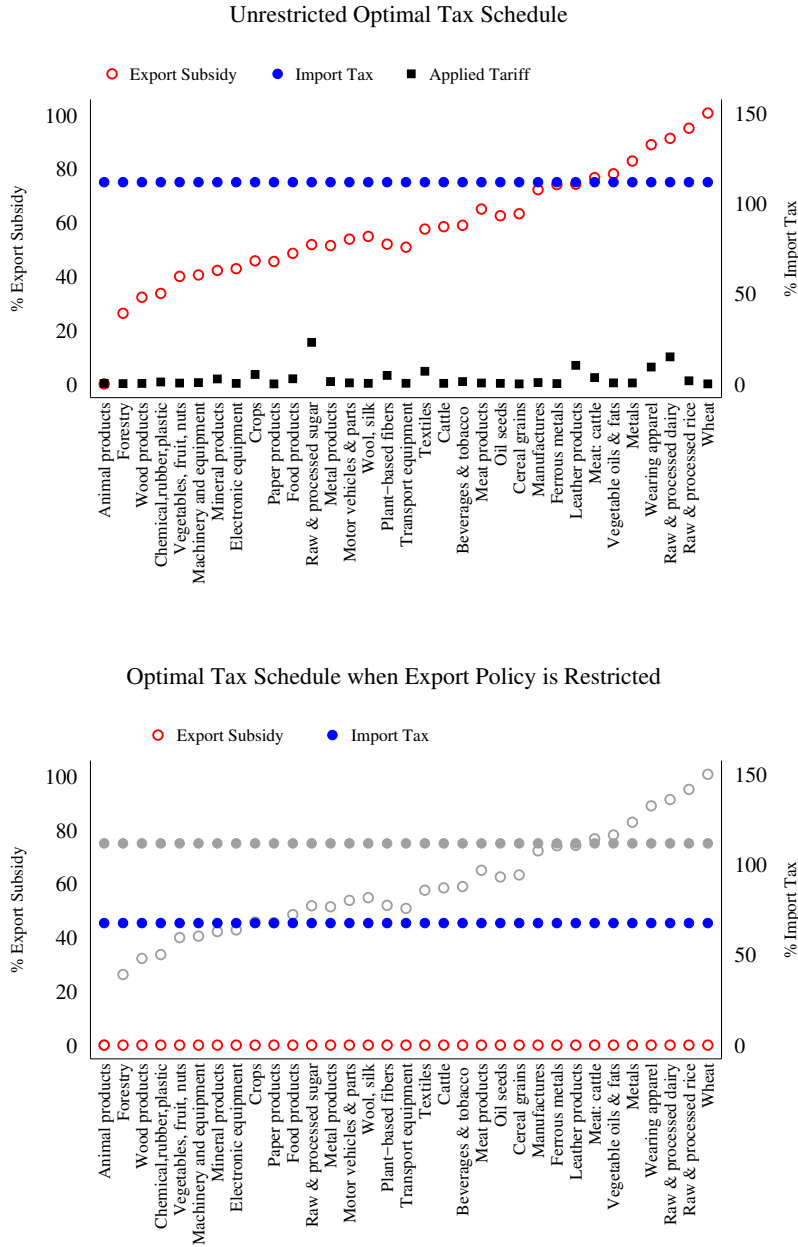 Unrestricted Optimal Tax Schedule
Export Subsidy Import Tax Applied Tariff
% Export Subsidy
100
80
60
40
20
0
150
100
50
0
% Import Tax
Animal products
Forestry
Wood products
Chemical,rubber,plastic
Vegetables, fruit, nuts
Machinery and equipment
Mineral products
Electronic equipment
Crops
Paper products
Food products
Raw & processed sugar
Metal products
Motor vehicles & parts
Wool, silk
Plant−based fibers
Transport equipment
Textiles
Cattle
Beverages & tobacco
Meat products
Oil seeds
Cereal grains
Manufactures
Ferrous metals
Leather products
Meat: cattle
Vegetable oils & fats
Metals
Wearing apparel
Raw & processed dairy
Raw & processed rice
Wheat
Optimal Tax Schedule when Export Policy is Restricted
Export Subsidy Import Tax
% Export Subsidy
100
80
60
40
20
0
150
100
50
0
% Import Tax
Animal products
Forestry
Wood products
Chemical,rubber,plastic
Vegetables, fruit, nuts
Machinery and equipment
Mineral products
Electronic equipment
Crops
Paper products
Food products
Raw & processed sugar
Metal products
Motor vehicles & parts
Wool, silk
Plant−based fibers
Transport equipment
Textiles
Cattle
Beverages & tobacco
Meat products
Oil seeds
Cereal grains
Manufactures
Ferrous metals
Leather products
Meat: cattle
Vegetable oils & fats
Metals
Wearing apparel
Raw & processed dairy
Raw & processed rice
Wheat